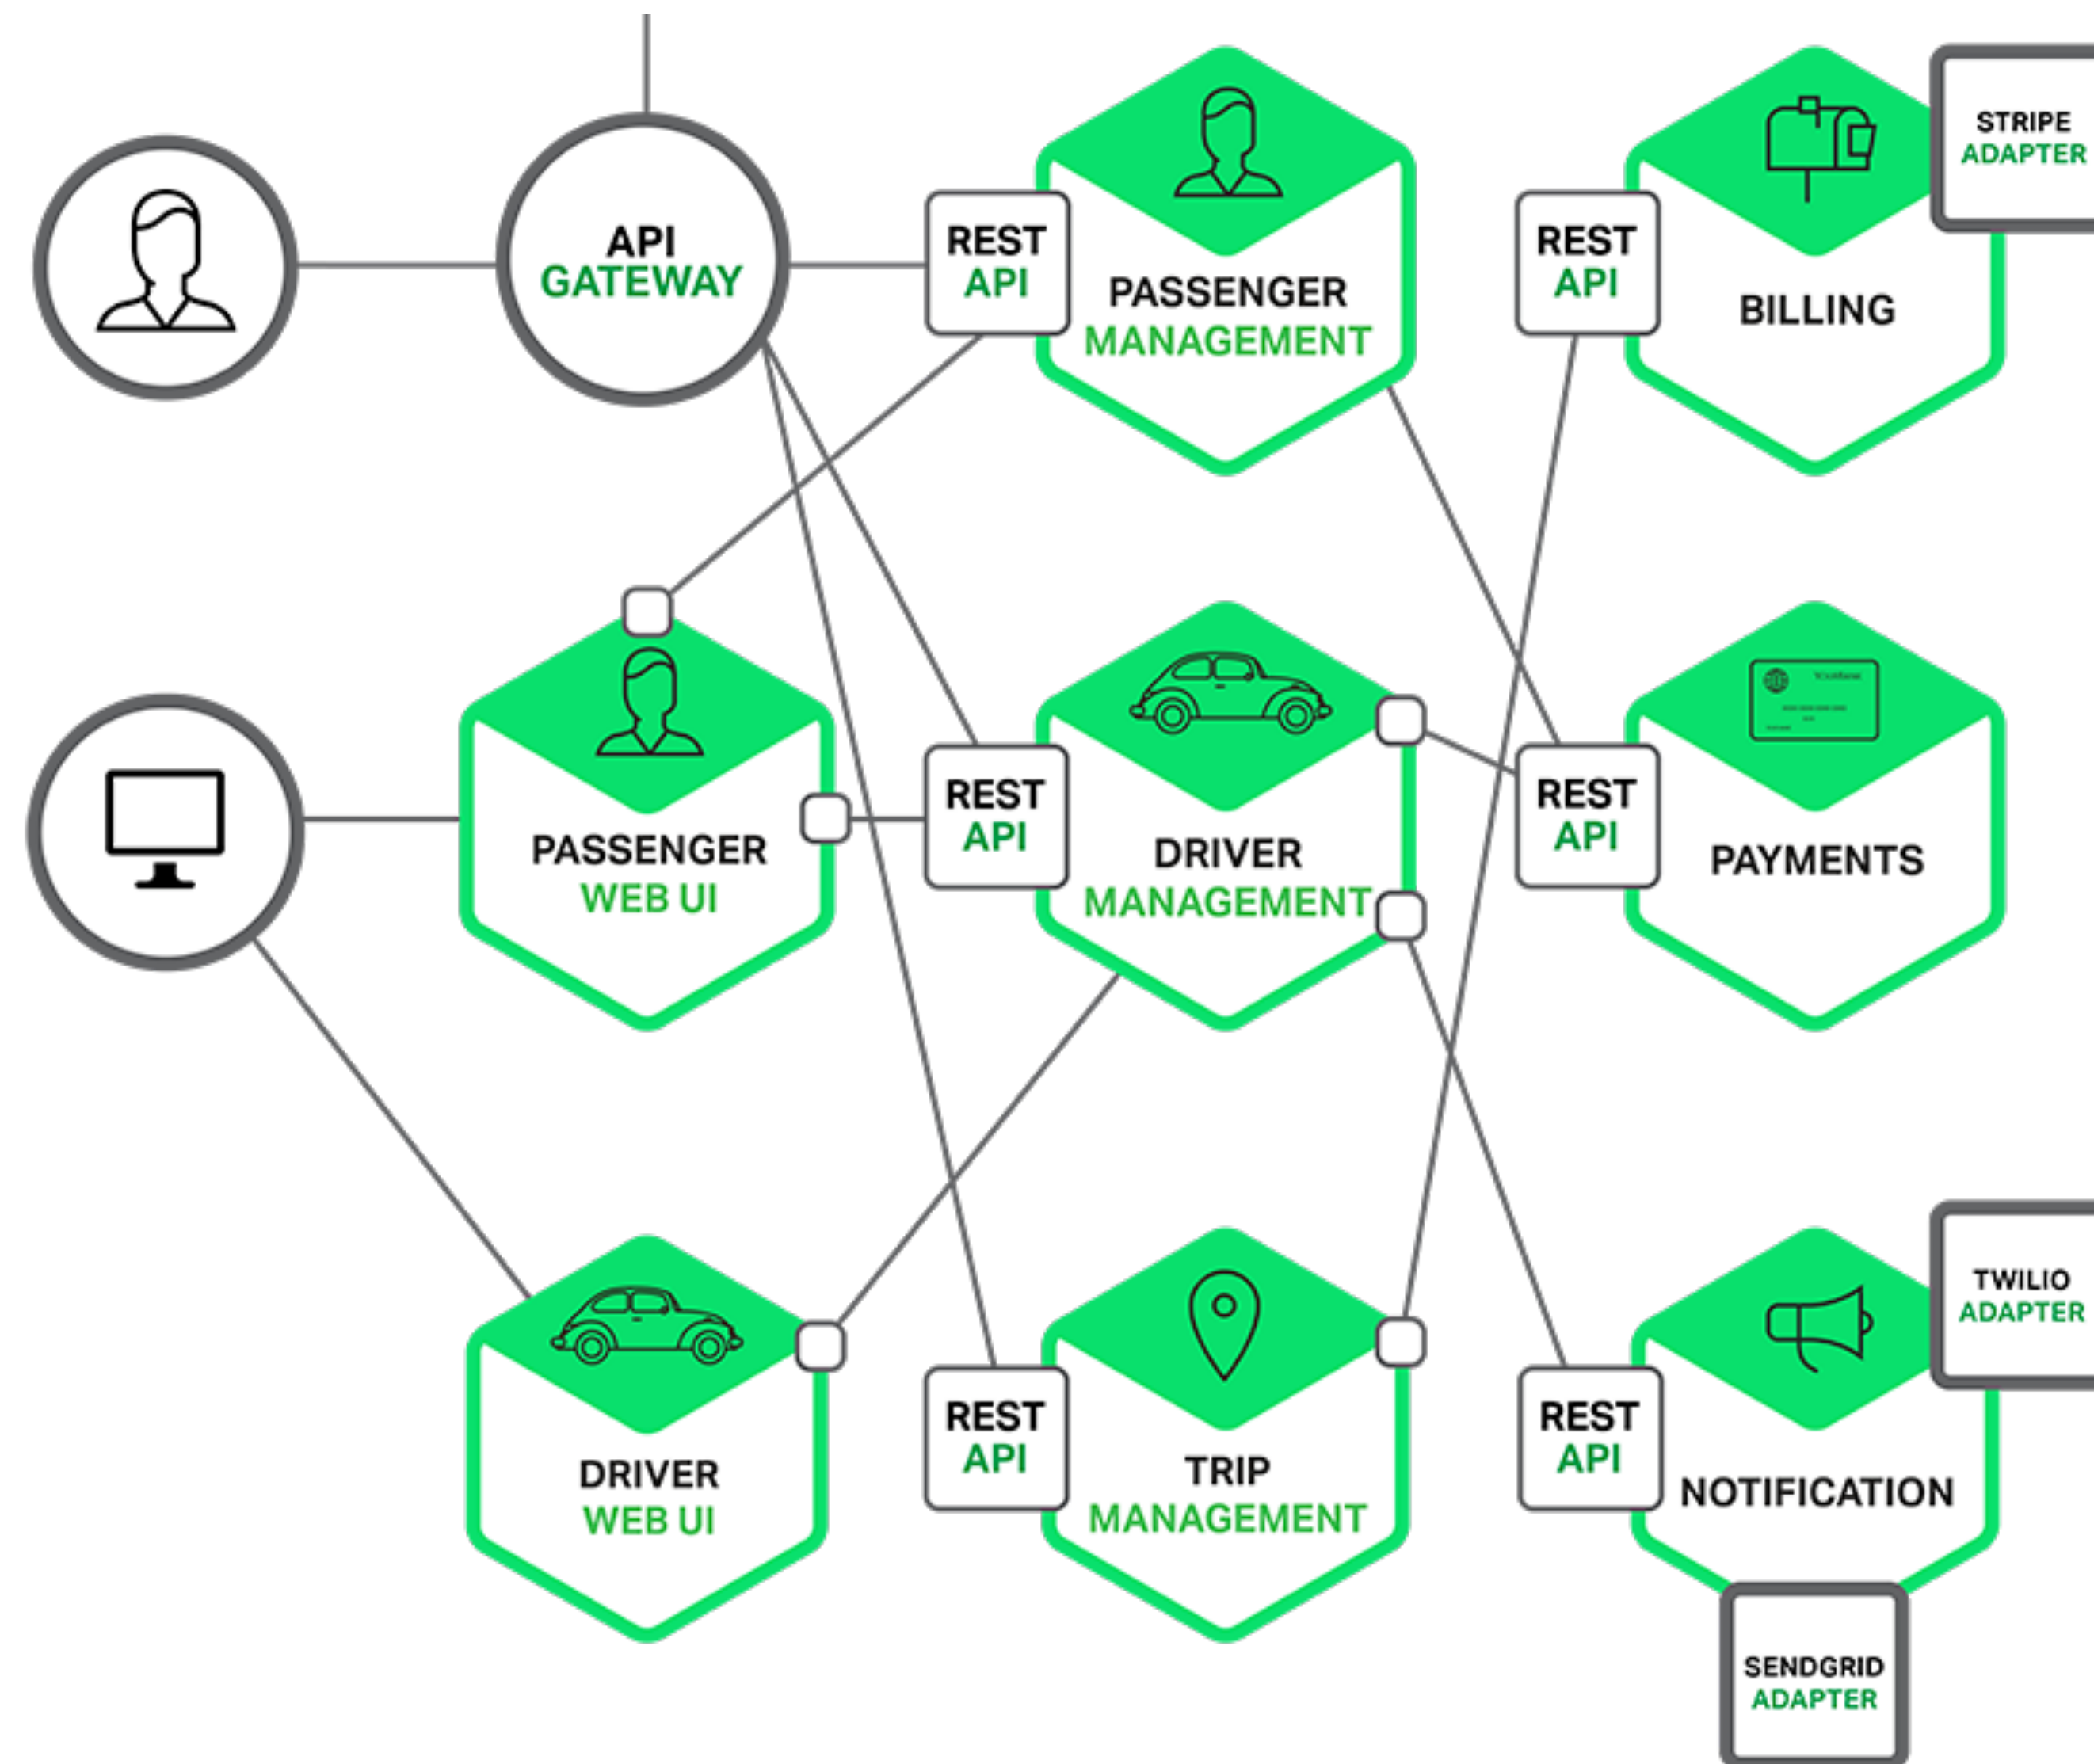 API
GATEWAY
REST
API
PASSENGER
MANAGEMENT
REST
API
BILLING
STRIPE
ADAPTER
PASSENGER
WEB UI
REST
API
DRIVER
MANAGEMENT
REST
API
PAYMENTS
DRIVER
WEB UI
REST
API
TRIP
MANAGEMENT
REST
API
NOTIFICATION
TWILIO
ADAPTER
SENDGRID
ADAPTER